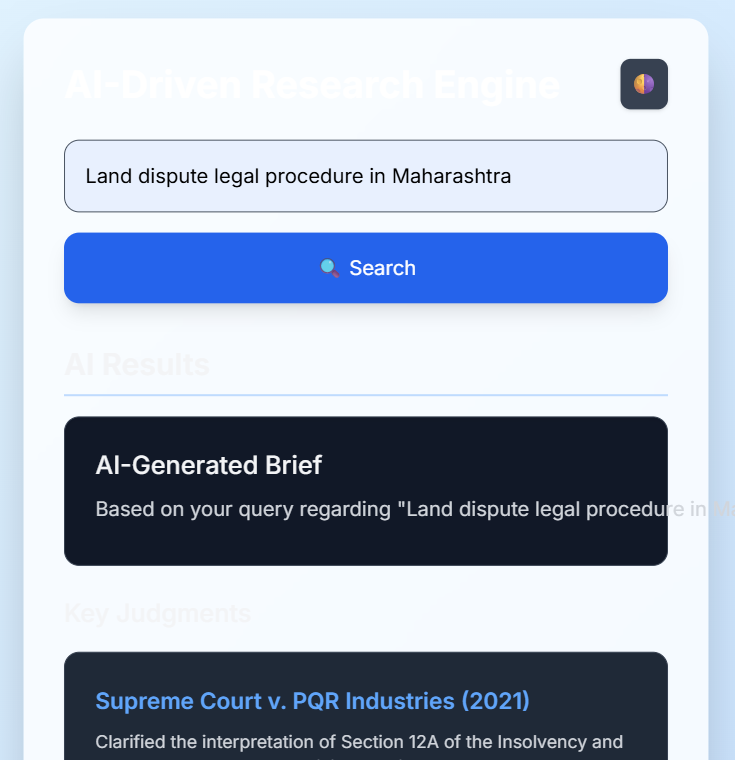 AI-Driven Research Engine
Land dispute legal procedure in Maharashtra
🔍 Search
AI Results
AI-Generated Brief
Based on your query regarding "Land dispute legal procedure in Ma
Key Judgments
Supreme Court v. PQR Industries (2021)
Clarified the interpretation of Section 12A of the Insolvency and